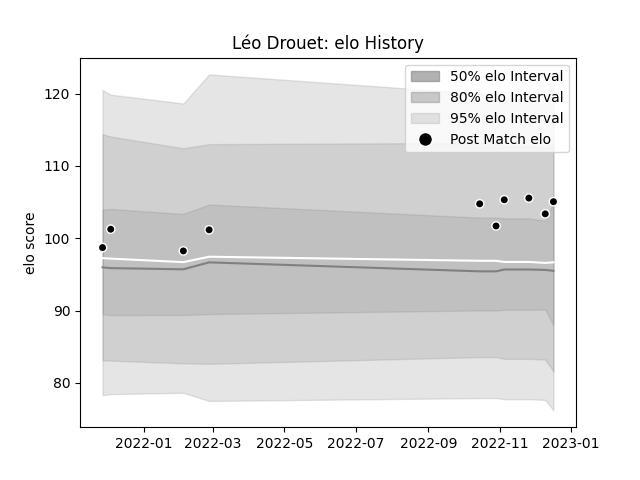 Léo Drouet: elo History
50% elo Interval
80% elo Interval
95% elo Interval
Post Match elo
elo score
120
110
100
90
80
2022-01 2022-03 2022-05 2022-07 2022-09 2022-11 2023-01